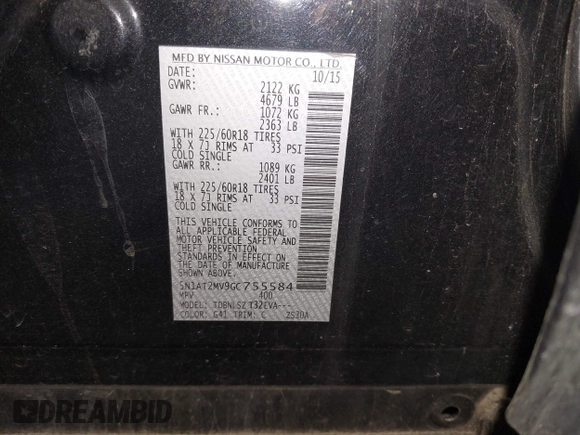 MFD BY NISSAN MOTOR CO., LTD.
DATE: 10/15
GVWR: 2122 KG
4679 LB
GAWR FR.: 1072 KG
2363 LB
WITH 225/60R18 TIRES
18 X 7J RIMS AT 33 PSI
COLD SINGLE
GAWR RR.: 1089 KG
2401 LB
WITH 225/60R18 TIRES
18 X 7J RIMS AT 33 PSI
COLD SINGLE
THIS VEHICLE CONFORMS TO
ALL APPLICABLE FEDERAL
MOTOR VEHICLE SAFETY AND
THEFT PREVENTION
STANDARDS IN EFFECT ON
THE DATE OF MANUFACTURE
SHOWN ABOVE.
5N1AT2MV9GC755584
MPV 400
MODEL: TDBNLSZ T32EVA---
COLOR: G41 TRIM: C 2S30A
DREAMBID